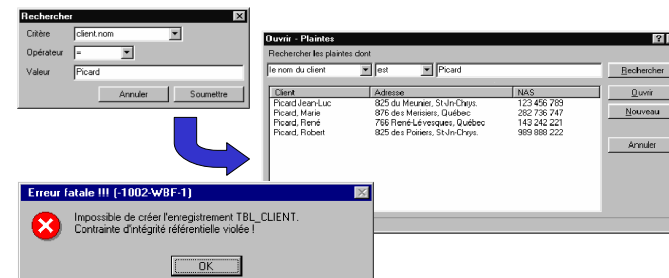 Rechercher
Critère client.nom
Opérateur =
Valeur Picard
Annuler Soumettre
Ouvrir - Plaintes
Rechercher les plaintes dont
le nom du client est Picard Rechercher
Client Adresse NAS
Picard Jean-Luc 825 du Meunier, St-Jn-Chrys. 123 456 789
Picard, Marie 876 des Merisiers, Québec 282 736 747
Picard, René 766 René-Lévesques, Québec 143 242 221
Picard, Robert 825 des Poiriers, St-Jn-Chrys. 989 888 222
Ouvrir
Nouveau
Annuler
Erreur fatale !!! (-1002-WBF-1)
Impossible de créer l'enregistrement TBL_CLIENT.
Contrainte d'intégrité référentielle violée !
OK